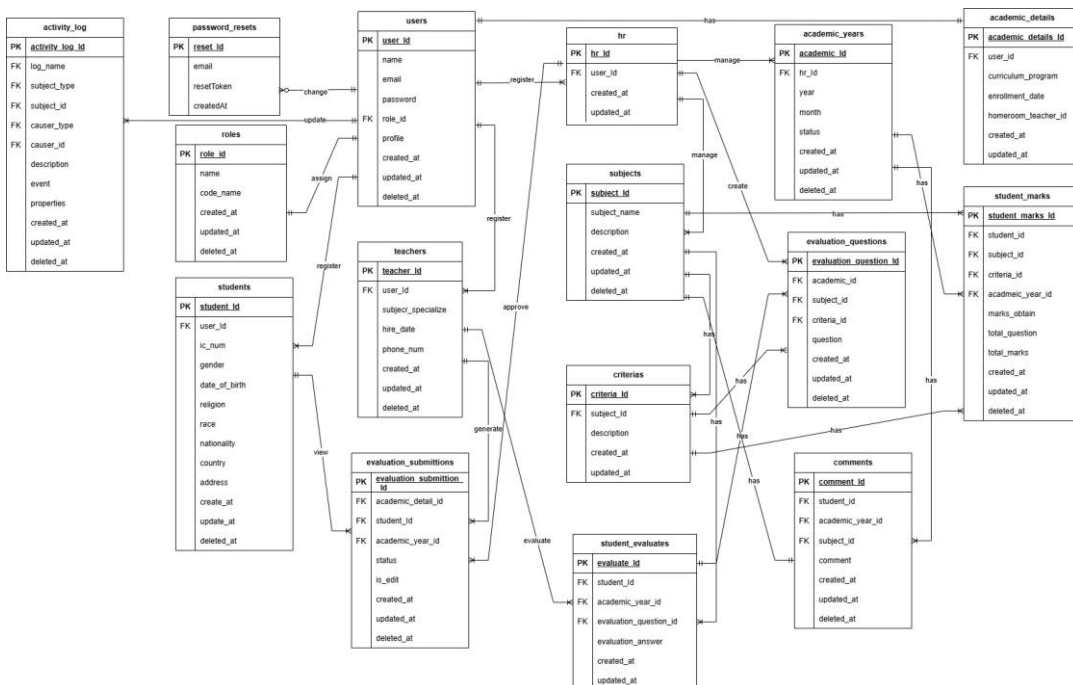 activity_log
PK activity_log_Id
FK log_name
FK subject_type
FK subject_id
FK causer_type
FK causer_id
description
event
properties
created_at
updated_at
deleted_at
password_resets
PK reset_Id
email
resetToken
createdAt
change
update
roles
PK role_id
name
code_name
created_at
updated_at
deleted_at
assign
register
students
PK student_Id
FK user_Id
ic_num
gender
date_of_birth
religion
race
nationality
country
address
create_at
update_at
deleted_at
view
users
PK user_Id
name
email
password
FK role_id
profile
created_at
updated_at
deleted_at
has
register
register
teachers
PK teacher_Id
FK user_Id
subjecr_specialize
hire_date
phone_num
created_at
updated_at
deleted_at
generate
approve
evaluate
evaluation_submittions
PK evaluation_submittion_Id
FK academic_detail_id
FK student_Id
FK academic_year_id
status
is_edit
created_at
updated_at
deleted_at
hr
PK hr_Id
FK user_Id
created_at
updated_at
manage
manage
create
subjects
PK subject_Id
subject_name
description
created_at
updated_at
deleted_at
has
has
has
has
criterias
PK criteria_Id
FK subject_Id
description
created_at
updated_at
has
has
has
student_evaluates
PK evaluate_Id
FK student_Id
FK academic_year_id
FK evaluation_question_id
evaluation_answer
created_at
updated_at
academic_years
PK academic_Id
FK hr_Id
year
month
status
created_at
updated_at
deleted_at
has
has
evaluation_questions
PK evaluation_question_Id
FK academic_id
FK subject_id
FK criteria_id
question
created_at
updated_at
deleted_at
comments
PK comment_Id
FK student_id
FK academic_year_id
FK subject_id
comment
created_at
updated_at
deleted_at
academic_details
PK academic_details_Id
FK user_id
curriculum_program
enrollment_date
homeroom_teacher_id
created_at
updated_at
student_marks
PK student_marks_Id
FK student_id
FK subject_id
FK criteria_id
FK acadmeic_year_id
marks_obtain
total_question
total_marks
created_at
updated_at
deleted_at